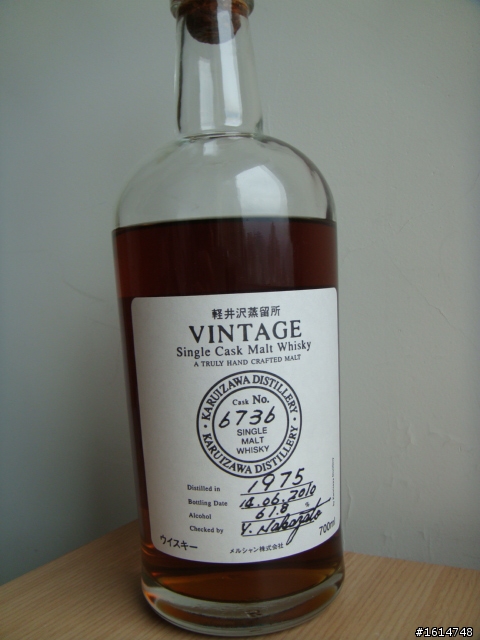 軽井沢蒸留所
VINTAGE
Single Cask Malt Whisky
A TRULY HAND CRAFTED MALT
KARUIZAWA DISTILLERY
Cask No.
6736
SINGLE
MALT
WHISKY
KARUIZAWA DISTILLERY
Distilled in 1975
Bottling Date 14.06.2010
Alcohol 61.8 %
Checked by Y. Nakazato
700ml
ウイスキー
メルシャン株式会社
#1614748